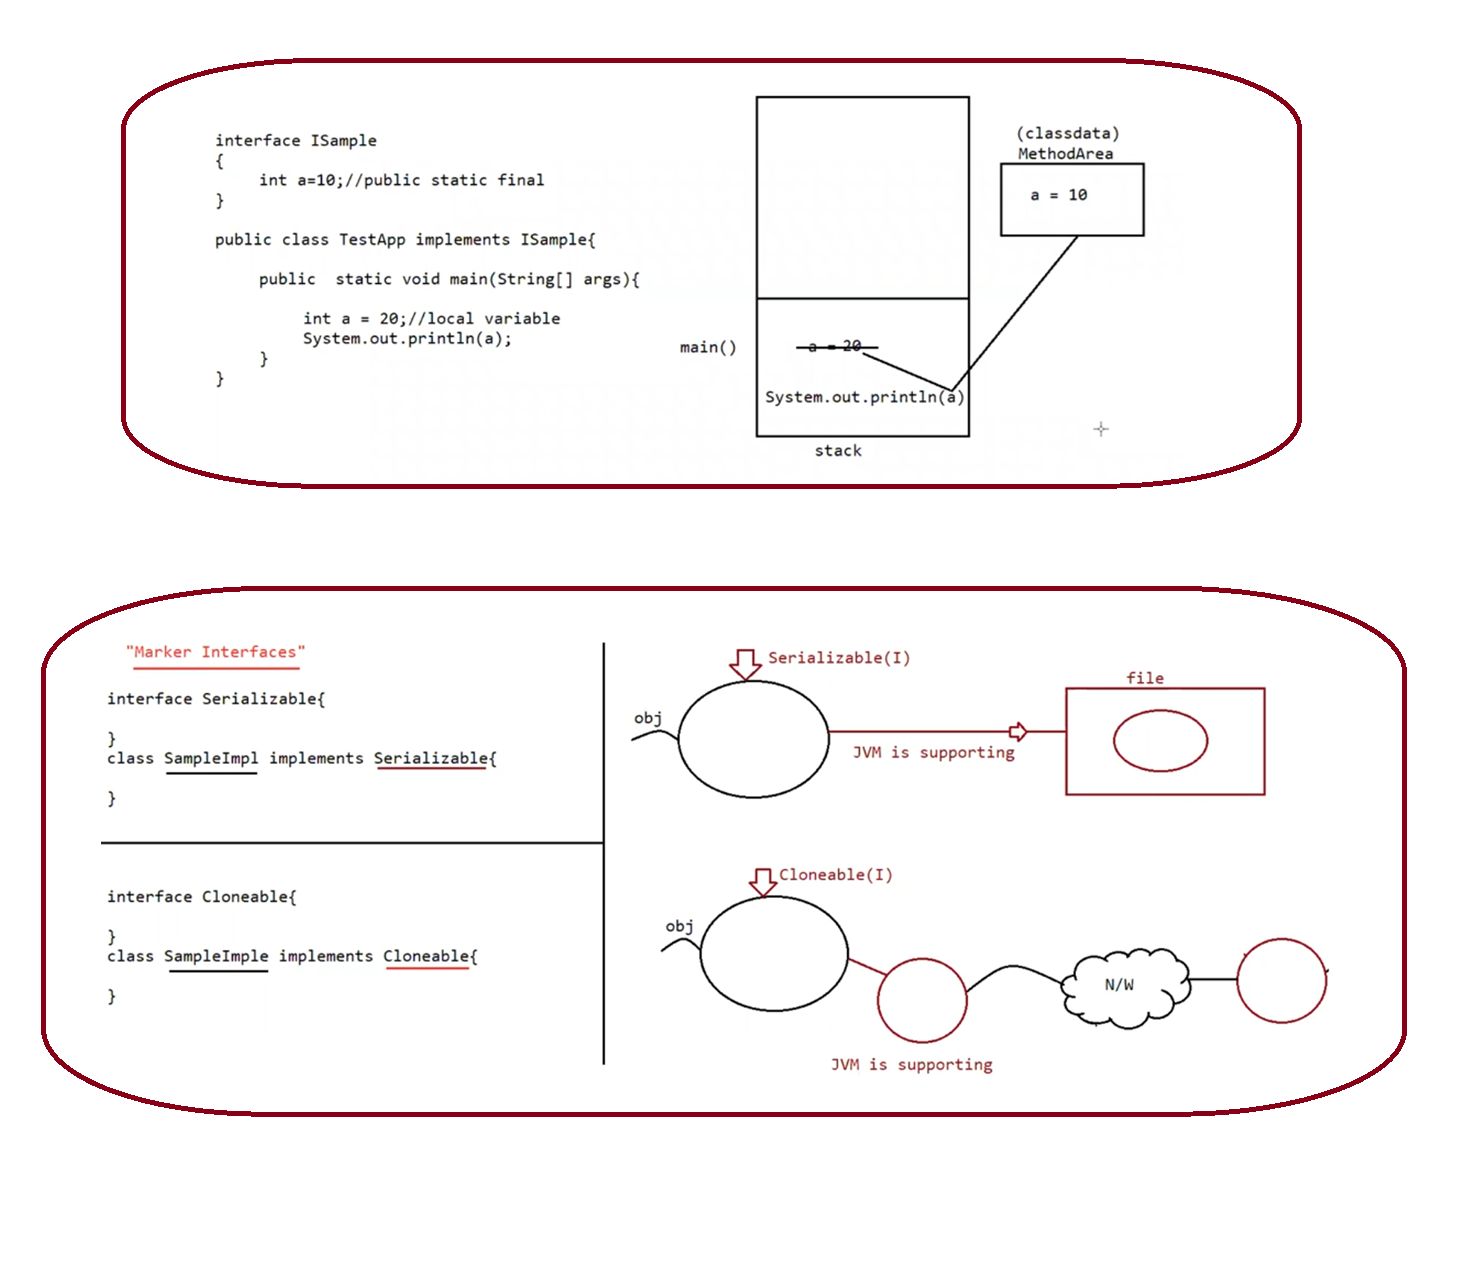 interface ISample
{
int a=10;//public static final
}
public class TestApp implements ISample{
public  static void main(String[] args){
int a = 20;//local variable
System.out.println(a);
}
}
main()
a = 20
System.out.println(a)
stack
(classdata)
MethodArea
a = 10
"Marker Interfaces"
interface Serializable{
}
class SampleImpl implements Serializable{
}
interface Cloneable{
}
class SampleImple implements Cloneable{
}
Serializable(I)
obj
JVM is supporting
file
Cloneable(I)
obj
N/W
JVM is supporting